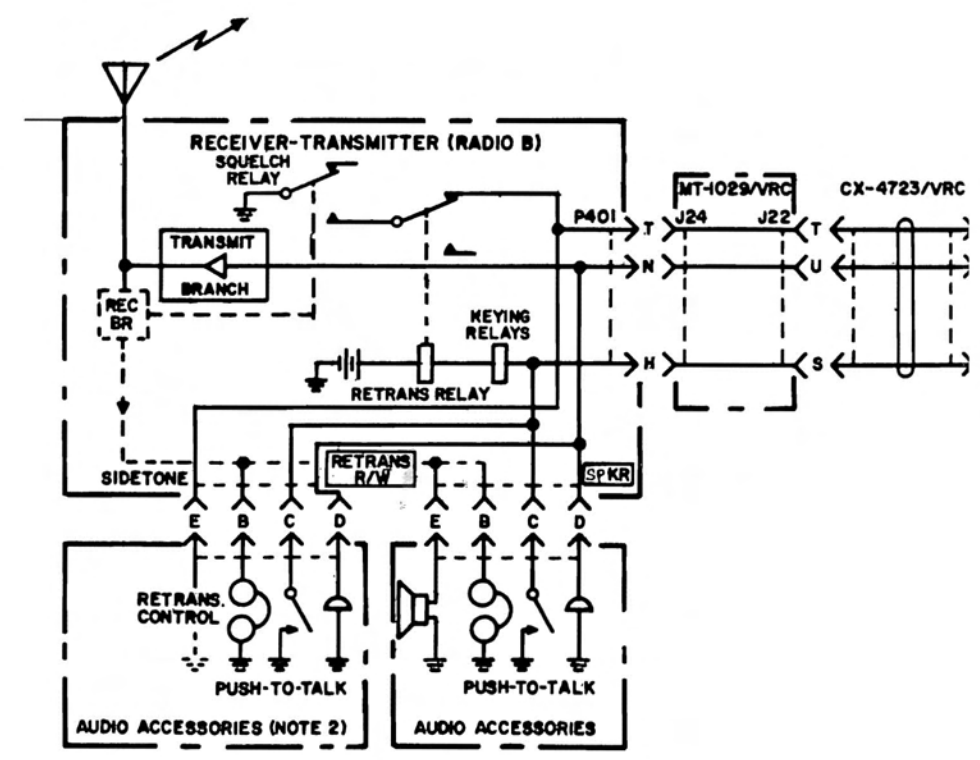 RECEIVER-TRANSMITTER (RADIO B)
SQUELCH
RELAY
MT-1029/VRC
CX-4723/VRC
P401
T
J24
J22
T
TRANSMIT
BRANCH
N
U
REC
BR
KEYING
RELAYS
H
S
RETRANS RELAY
SIDETONE
RETRANS
R/W
SPKR
E
B
C
D
E
B
C
D
RETRANS.
CONTROL
PUSH-TO-TALK
PUSH-TO-TALK
AUDIO ACCESSORIES (NOTE 2)
AUDIO ACCESSORIES